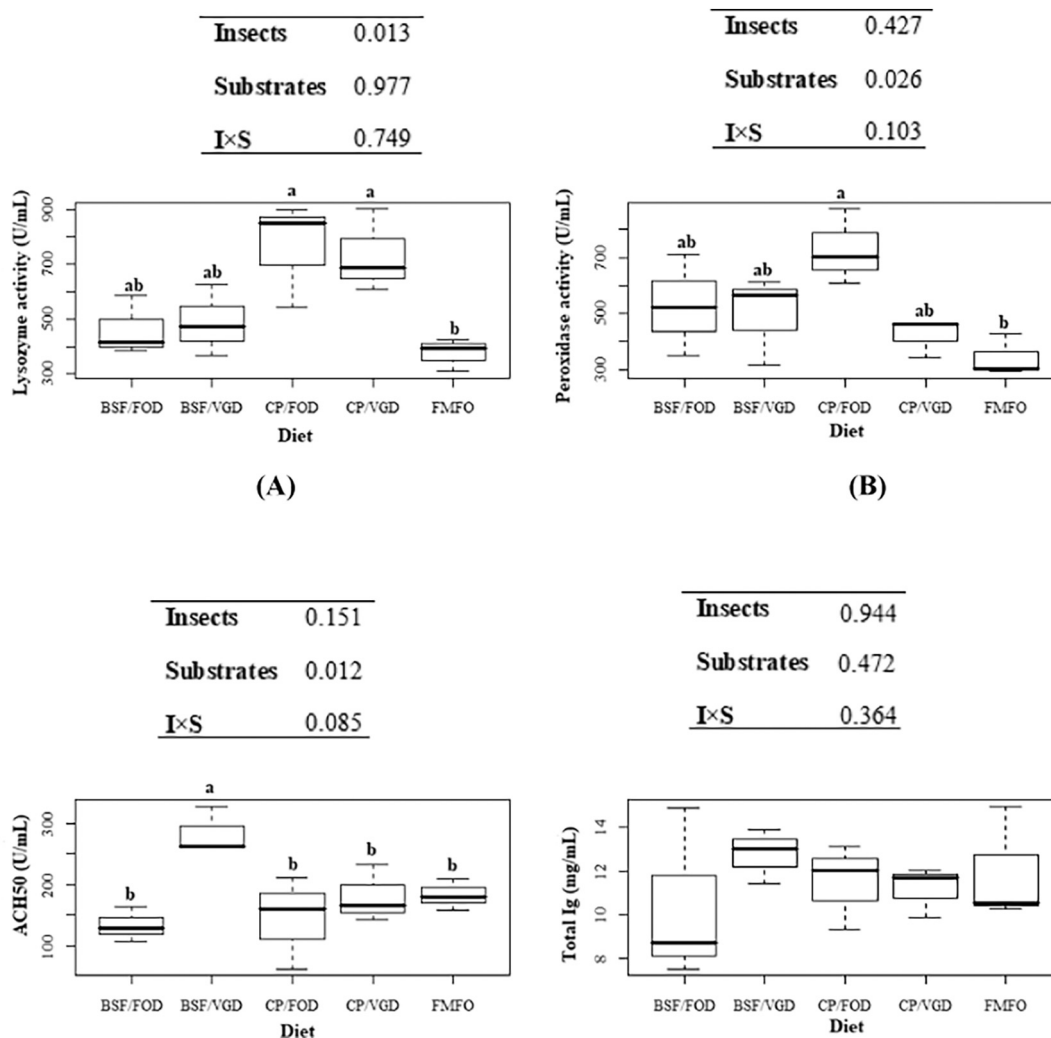 Insects 0.013
Substrates 0.977
I×S 0.749
Lysozyme activity (U/mL)
900
700
500
300
ab
ab
a
a
b
BSF/FOD BSF/VGD CP/FOD CP/VGD FMFO
Diet
(A)
Insects 0.427
Substrates 0.026
I×S 0.103
Peroxidase activity (U/mL)
700
500
300
ab
ab
a
ab
b
BSF/FOD BSF/VGD CP/FOD CP/VGD FMFO
Diet
(B)
Insects 0.151
Substrates 0.012
I×S 0.085
ACH50 (U/mL)
300
200
100
b
a
b
b
b
BSF/FOD BSF/VGD CP/FOD CP/VGD FMFO
Diet
Insects 0.944
Substrates 0.472
I×S 0.364
Total Ig (mg/mL)
14
12
10
8
BSF/FOD BSF/VGD CP/FOD CP/VGD FMFO
Diet